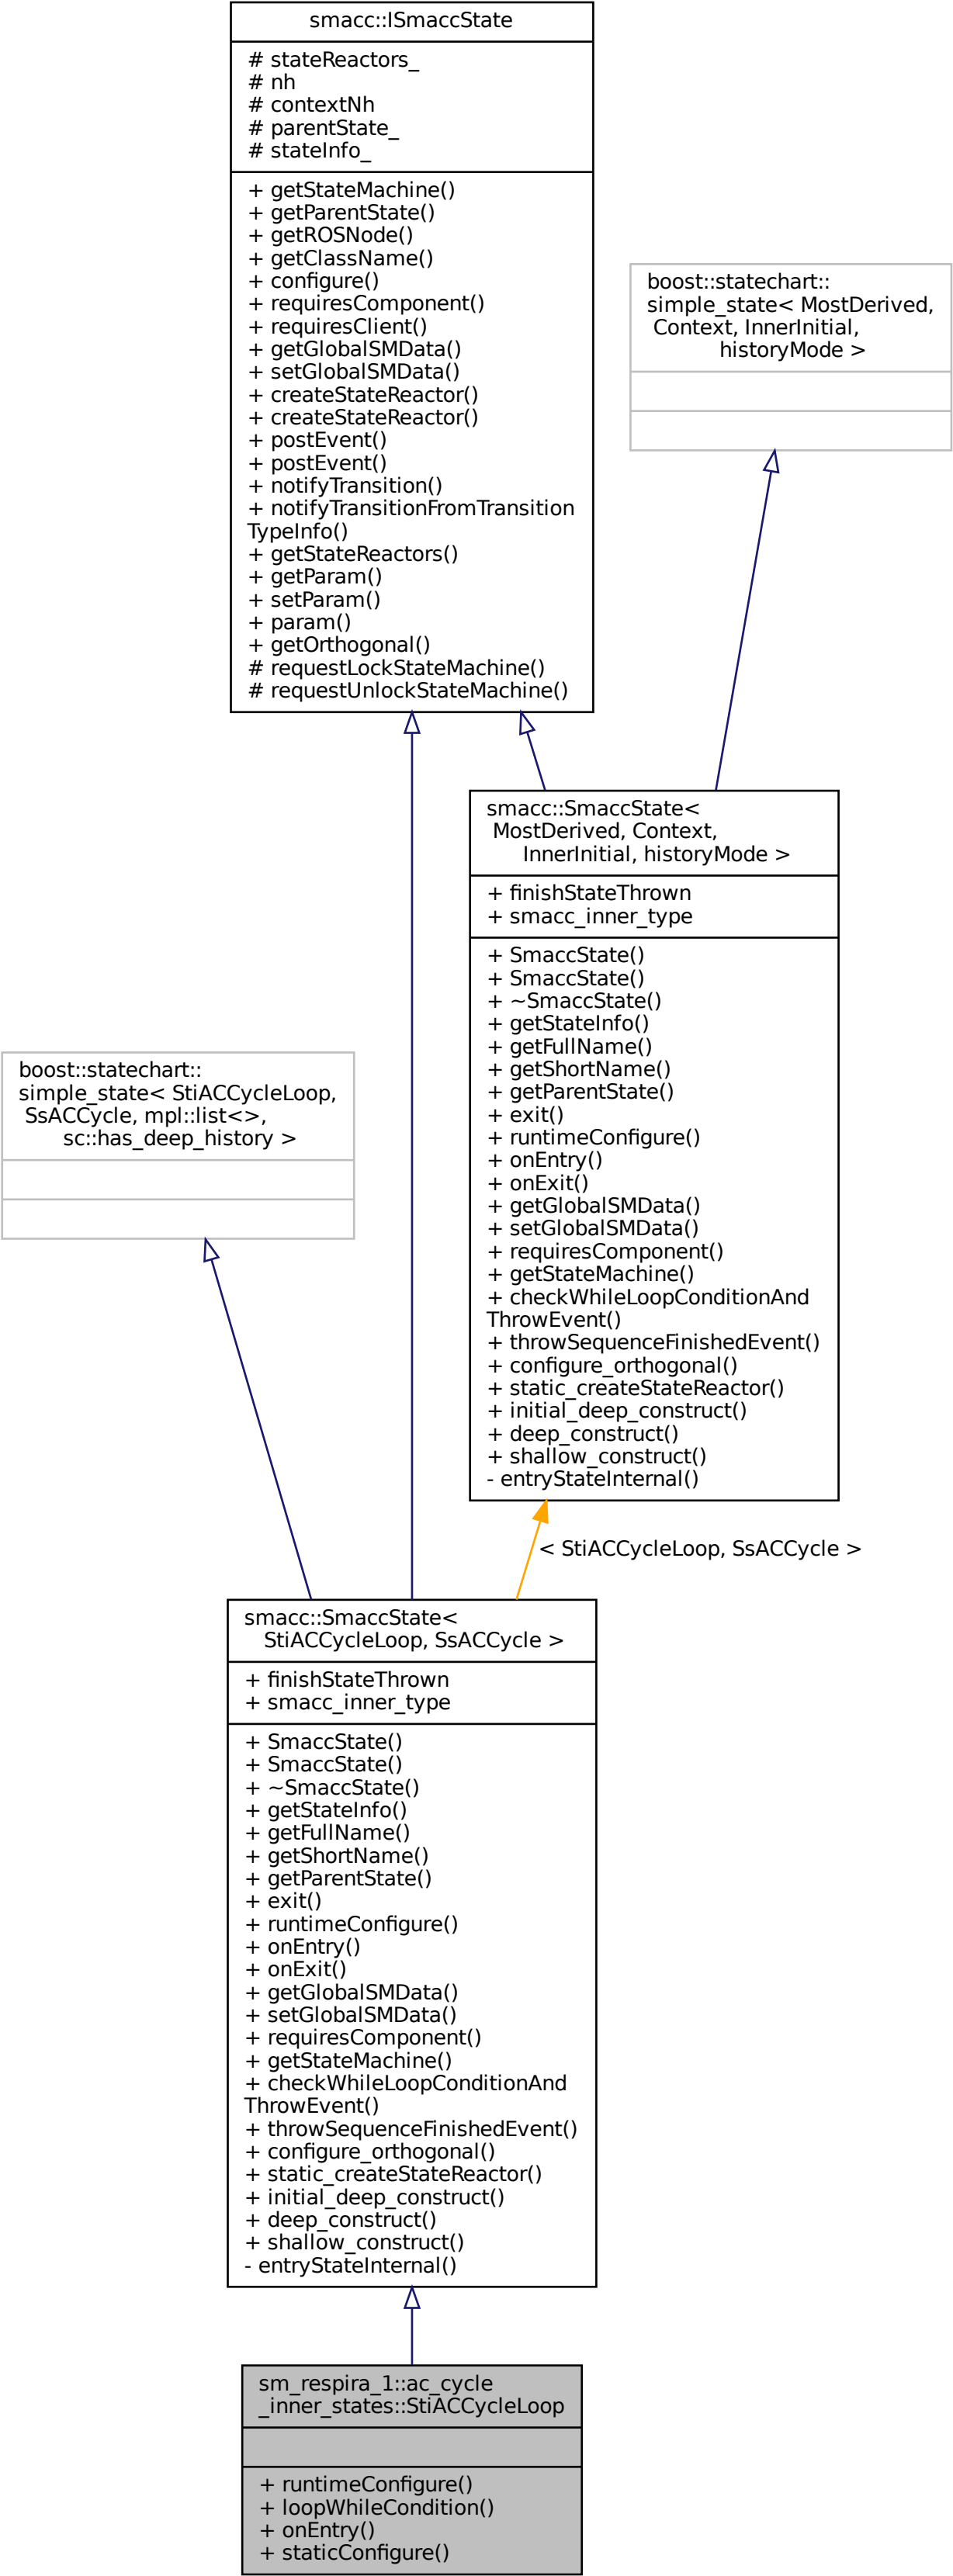 smacc::ISmaccState
# stateReactors_
# nh
# contextNh
# parentState_
# stateInfo_
+ getStateMachine()
+ getParentState()
+ getROSNode()
+ getClassName()
+ configure()
+ requiresComponent()
+ requiresClient()
+ getGlobalSMData()
+ setGlobalSMData()
+ createStateReactor()
+ createStateReactor()
+ postEvent()
+ postEvent()
+ notifyTransition()
+ notifyTransitionFromTransition
TypeInfo()
+ getStateReactors()
+ getParam()
+ setParam()
+ param()
+ getOrthogonal()
# requestLockStateMachine()
# requestUnlockStateMachine()
boost::statechart::
simple_state< MostDerived,
Context, InnerInitial,
historyMode >
smacc::SmaccState<
MostDerived, Context,
InnerInitial, historyMode >
+ finishStateThrown
+ smacc_inner_type
+ SmaccState()
+ SmaccState()
+ ~SmaccState()
+ getStateInfo()
+ getFullName()
+ getShortName()
+ getParentState()
+ exit()
+ runtimeConfigure()
+ onEntry()
+ onExit()
+ getGlobalSMData()
+ setGlobalSMData()
+ requiresComponent()
+ getStateMachine()
+ checkWhileLoopConditionAnd
ThrowEvent()
+ throwSequenceFinishedEvent()
+ configure_orthogonal()
+ static_createStateReactor()
+ initial_deep_construct()
+ deep_construct()
+ shallow_construct()
- entryStateInternal()
boost::statechart::
simple_state< StiACCycleLoop,
SsACCycle, mpl::list<>,
sc::has_deep_history >
< StiACCycleLoop, SsACCycle >
smacc::SmaccState<
StiACCycleLoop, SsACCycle >
+ finishStateThrown
+ smacc_inner_type
+ SmaccState()
+ SmaccState()
+ ~SmaccState()
+ getStateInfo()
+ getFullName()
+ getShortName()
+ getParentState()
+ exit()
+ runtimeConfigure()
+ onEntry()
+ onExit()
+ getGlobalSMData()
+ setGlobalSMData()
+ requiresComponent()
+ getStateMachine()
+ checkWhileLoopConditionAnd
ThrowEvent()
+ throwSequenceFinishedEvent()
+ configure_orthogonal()
+ static_createStateReactor()
+ initial_deep_construct()
+ deep_construct()
+ shallow_construct()
- entryStateInternal()
sm_respira_1::ac_cycle
_inner_states::StiACCycleLoop
+ runtimeConfigure()
+ loopWhileCondition()
+ onEntry()
+ staticConfigure()